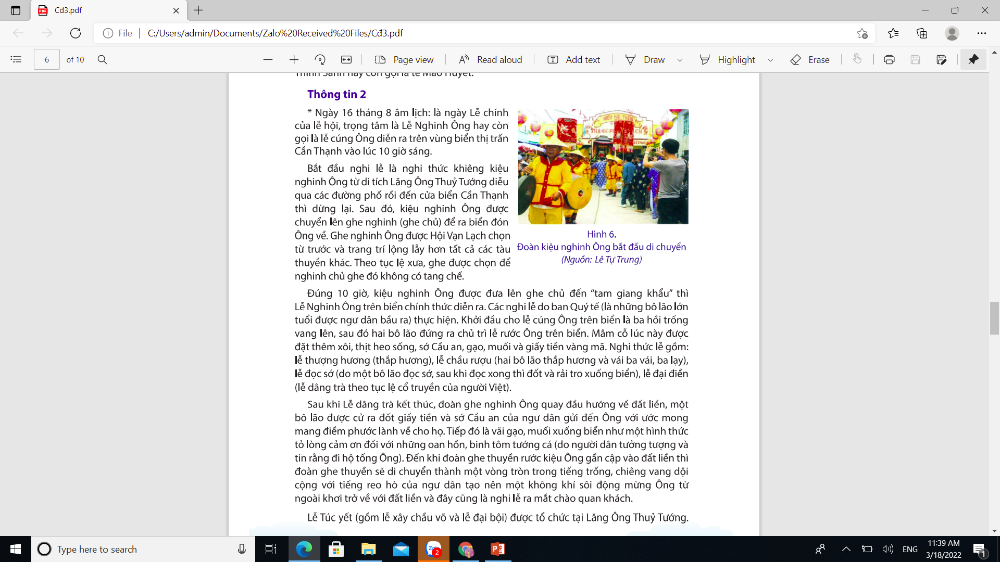 Cđ3.pdf
File
C:/Users/admin/Documents/Zalo%20Received%20Files/Cđ3.pdf
6
of 10
Page view
Read aloud
Add text
Draw
Highlight
Erase
Thỉnh Sanh hay còn gọi là tế Mao Huyết.
Thông tin 2
* Ngày 16 tháng 8 âm lịch: là ngày Lễ chính
của lễ hội, trọng tâm là Lễ Nghinh Ông hay còn
gọi là lễ cúng Ông diễn ra trên vùng biển thị trấn
Cần Thạnh vào lúc 10 giờ sáng.
Bắt đầu nghi lễ là nghi thức khiêng kiệu
nghinh Ông từ di tích Lăng Ông Thuỷ Tướng diễu
qua các đường phố rồi đến cửa biển Cần Thạnh
thì dừng lại. Sau đó, kiệu nghinh Ông được
chuyển lên ghe nghinh (ghe chủ) để ra biển đón
Ông về. Ghe nghinh Ông được Hội Vạn Lạch chọn
từ trước và trang trí lộng lẫy hơn tất cả các tàu
thuyền khác. Theo tục lệ xưa, ghe được chọn để
nghinh chủ ghe đó không có tang chế.
Hình 6.
Đoàn kiệu nghinh Ông bắt đầu di chuyển
(Nguồn: Lê Tự Trung)
Đúng 10 giờ, kiệu nghinh Ông được đưa lên ghe chủ đến “tam giang khẩu” thì
Lễ Nghinh Ông trên biển chính thức diễn ra. Các nghi lễ do ban Quý tế (là những bô lão lớn
tuổi được ngư dân bầu ra) thực hiện. Khởi đầu cho lễ cúng Ông trên biển là ba hồi trống
vang lên, sau đó hai bô lão đứng ra chủ trì lễ rước Ông trên biển. Mâm cỗ lúc này được
đặt thêm xôi, thịt heo sống, sớ Cầu an, gạo, muối và giấy tiền vàng mã. Nghi thức lễ gồm:
lễ thượng hương (thắp hương), lễ chầu rượu (hai bô lão thắp hương và vái ba vái, ba lạy),
lễ đọc sớ (do một bô lão đọc sớ, sau khi đọc xong thì đốt và rải tro xuống biển), lễ đại điền
(lễ dâng trà theo tục lệ cổ truyền của người Việt).
Sau khi Lễ dâng trà kết thúc, đoàn ghe nghinh Ông quay đầu hướng về đất liền, một
bô lão được cử ra đốt giấy tiền và sớ Cầu an của ngư dân gửi đến Ông với ước mong
mang điềm phước lành về cho họ. Tiếp đó là vãi gạo, muối xuống biển như một hình thức
tỏ lòng cảm ơn đối với những oan hồn, binh tôm tướng cá (do người dân tưởng tượng và
tin rằng đi hộ tống Ông). Đến khi đoàn ghe thuyền rước kiệu Ông gần cập vào đất liền thì
đoàn ghe thuyền sẽ di chuyển thành một vòng tròn trong tiếng trống, chiêng vang dội
cộng với tiếng reo hò của ngư dân tạo nên một không khí sôi động mừng Ông từ
ngoài khơi trở về với đất liền và đây cũng là nghi lễ ra mắt chào quan khách.
Lễ Túc yết (gồm lễ xây chầu võ và lễ đại bội) được tổ chức tại Lăng Ông Thuỷ Tướng.
Type here to search
2
ENG
11:39 AM
3/18/2022
1